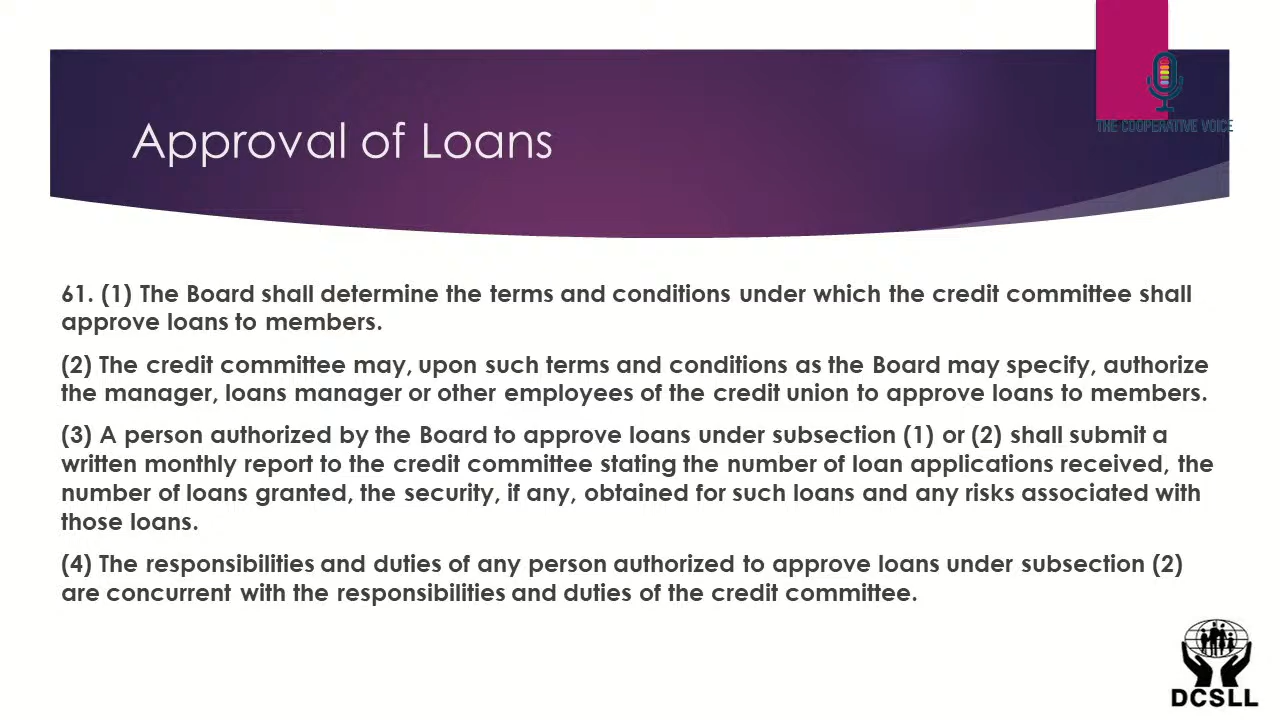 THE COOPERATIVE VOICE
Approval of Loans
61. (1) The Board shall determine the terms and conditions under which the credit committee shall
approve loans to members.
(2) The credit committee may, upon such terms and conditions as the Board may specify, authorize
the manager, loans manager or other employees of the credit union to approve loans to members.
(3) A person authorized by the Board to approve loans under subsection (1) or (2) shall submit a
written monthly report to the credit committee stating the number of loan applications received, the
number of loans granted, the security, if any, obtained for such loans and any risks associated with
those loans.
(4) The responsibilities and duties of any person authorized to approve loans under subsection (2)
are concurrent with the responsibilities and duties of the credit committee.
DCSLL